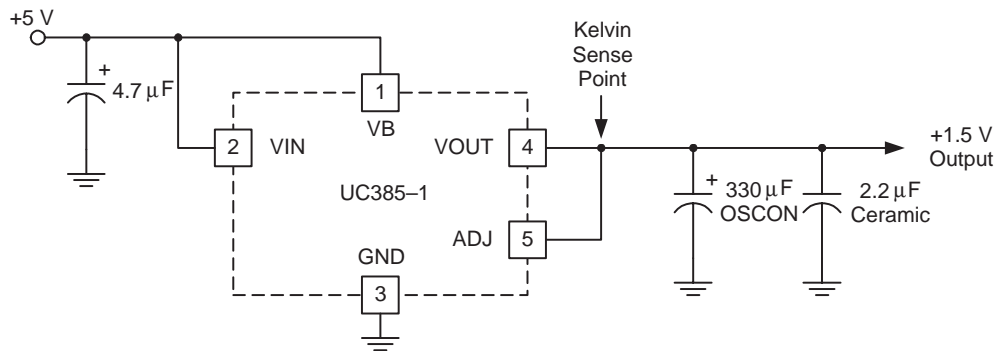 +5 V
+
4.7 μF
Kelvin
Sense
Point
1
VB
2
VIN
VOUT
4
+1.5 V
Output
UC385–1
+
330 μF
OSCON
2.2 μF
Ceramic
ADJ
5
GND
3